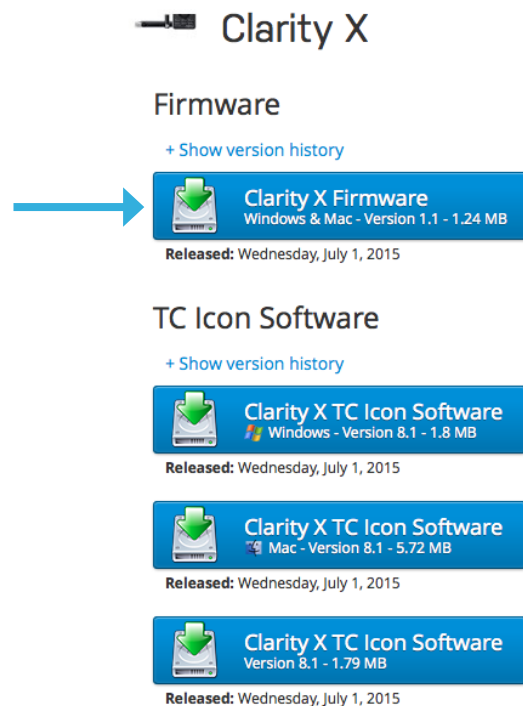 Clarity X
Firmware
+ Show version history
Clarity X Firmware
Windows & Mac - Version 1.1 - 1.24 MB
Released: Wednesday, July 1, 2015
TC Icon Software
+ Show version history
Clarity X TC Icon Software
Windows - Version 8.1 - 1.8 MB
Released: Wednesday, July 1, 2015
Clarity X TC Icon Software
Mac - Version 8.1 - 5.72 MB
Released: Wednesday, July 1, 2015
Clarity X TC Icon Software
Version 8.1 - 1.79 MB
Released: Wednesday, July 1, 2015